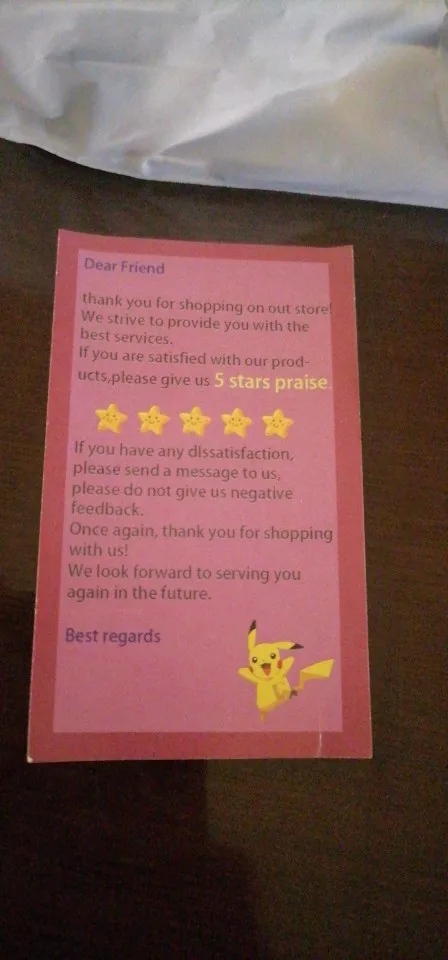 Dear Friend
thank you for shopping on out store!
We strive to provide you with the
best services.
If you are satisfied with our prod-
ucts,please give us 5 stars praise.
If you have any dissatisfaction,
please send a message to us,
please do not give us negative
feedback.
Once again, thank you for shopping
with us!
We look forward to serving you
again in the future.
Best regards